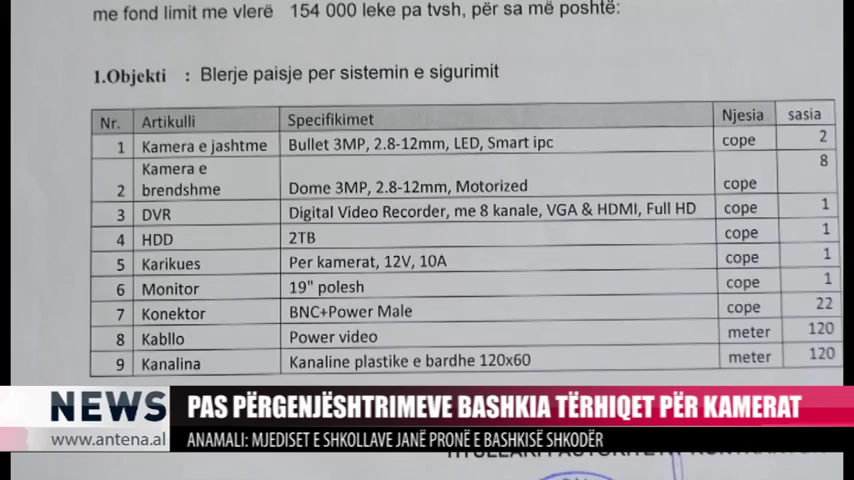 me fond limit me vlerë 154 000 leke pa tvsh, për sa më poshtë:
1.Objekti : Blerje paisje per sistemin e sigurimit
Nr. Artikulli Specifikimet Njesia sasia
1 Kamera e jashtme Bullet 3MP, 2.8-12mm, LED, Smart ipc cope 2
2 Kamera e brendshme Dome 3MP, 2.8-12mm, Motorized cope 8
3 DVR Digital Video Recorder, me 8 kanale, VGA & HDMI, Full HD cope 1
4 HDD 2TB cope 1
5 Karikues Per kamerat, 12V, 10A cope 1
6 Monitor 19" polesh cope 1
7 Konektor BNC+Power Male cope 22
8 Kabllo Power video meter 120
9 Kanalina Kanaline plastike e bardhe 120x60 meter 120
NEWS PAS PËRGENJËSHTRIMEVE BASHKIA TËRHIQET PËR KAMERAT
www.antena.al ANAMALI: MJEDISET E SHKOLLAVE JANË PRONË E BASHKISË SHKODËR